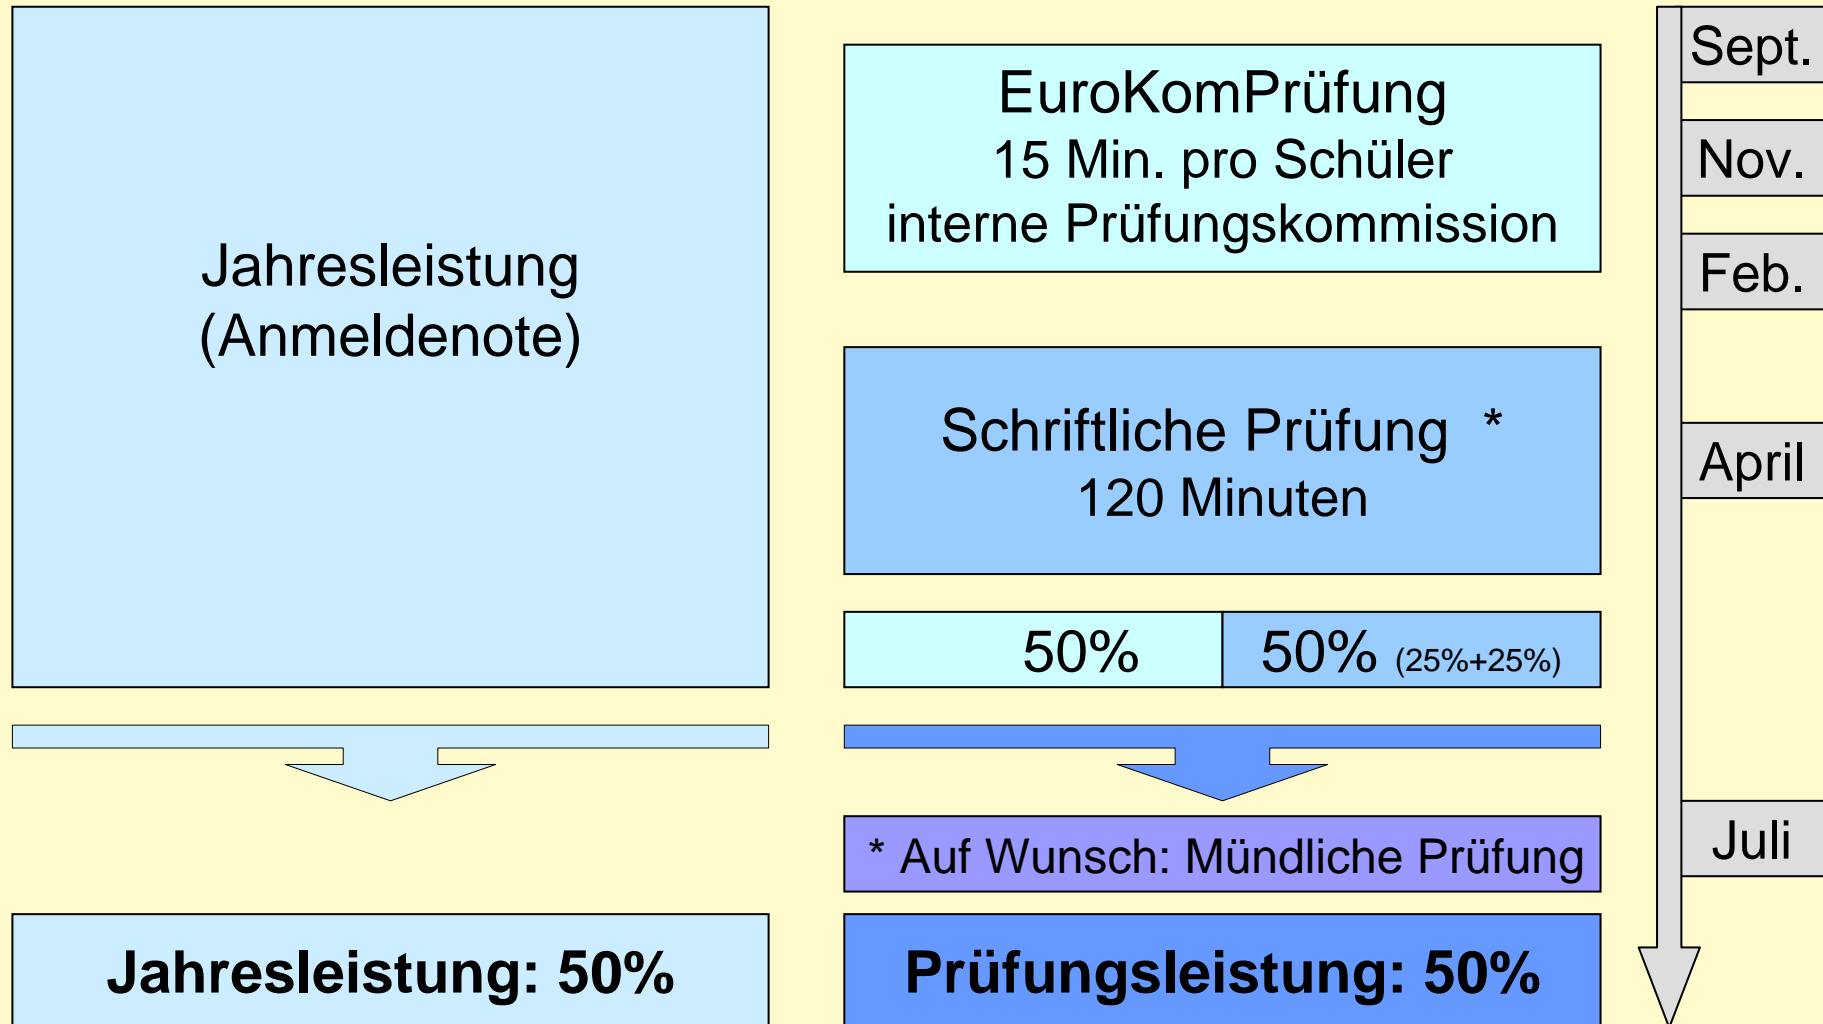 Jahresleistung
(Anmeldenote)
EuroKomPrüfung
15 Min. pro Schüler
interne Prüfungskommission
Schriftliche Prüfung *
120 Minuten
50%
50% (25%+25%)
* Auf Wunsch: Mündliche Prüfung
Jahresleistung: 50%
Prüfungsleistung: 50%
Sept.
Nov.
Feb.
April
Juli